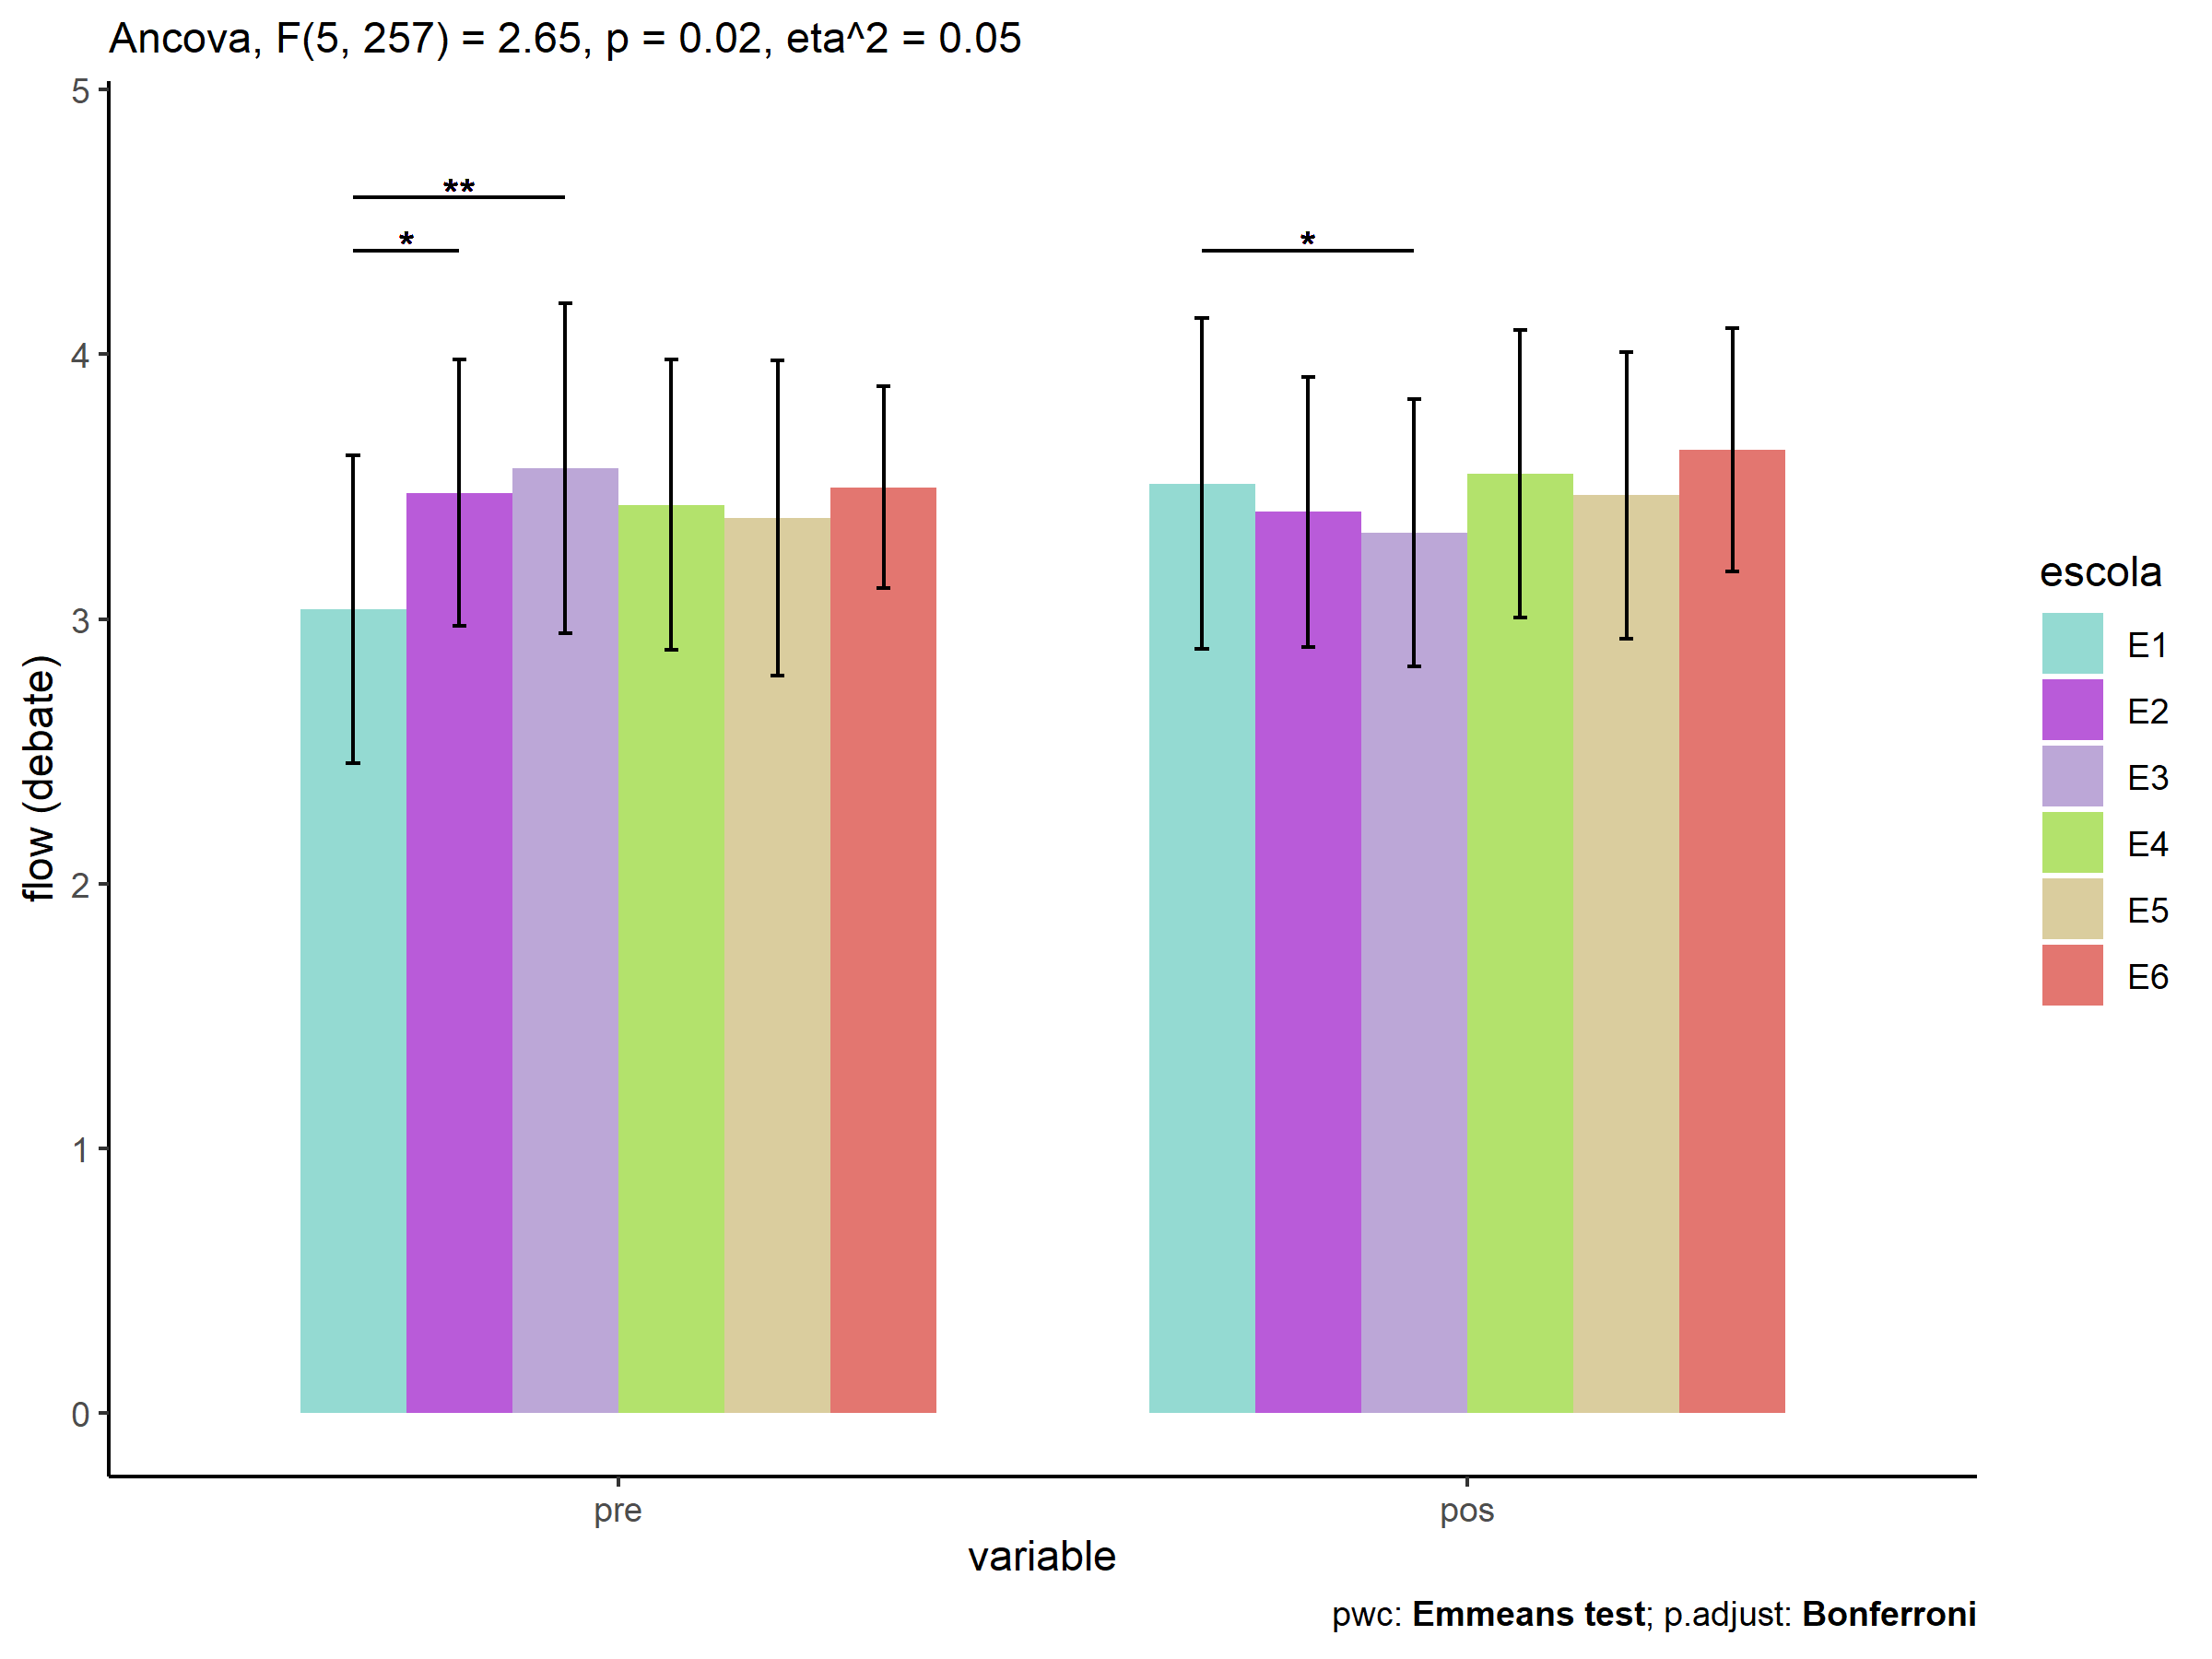 Ancova, F(5, 257) = 2.65, p = 0.02, eta^2 = 0.05
5
4
3
2
1
0
flow (debate)
**
*
*
pre
pos
variable
escola
E1
E2
E3
E4
E5
E6
pwc: Emmeans test; p.adjust: Bonferroni